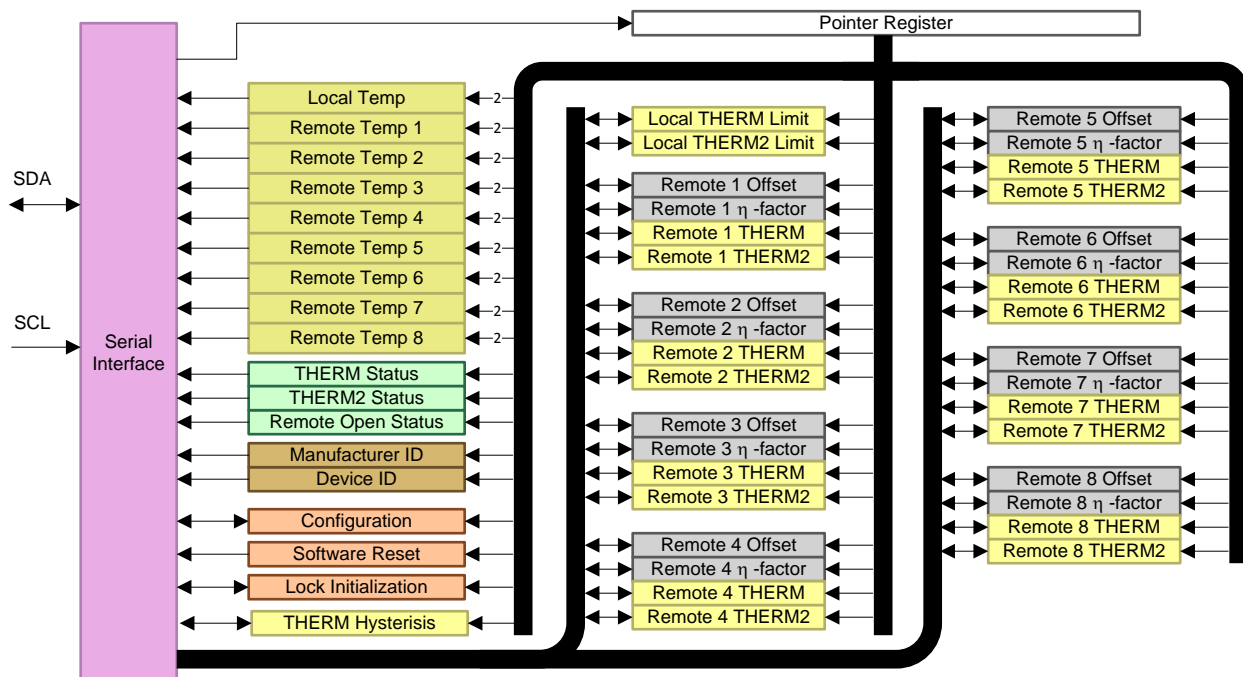 Pointer Register
SDA
SCL
Serial
Interface
Local Temp
2
Remote Temp 1
2
Remote Temp 2
2
Remote Temp 3
2
Remote Temp 4
2
Remote Temp 5
2
Remote Temp 6
2
Remote Temp 7
2
Remote Temp 8
2
THERM Status
THERM2 Status
Remote Open Status
Manufacturer ID
Device ID
Configuration
Software Reset
Lock Initialization
THERM Hysterisis
Local THERM Limit
Local THERM2 Limit
Remote 1 Offset
Remote 1 η -factor
Remote 1 THERM
Remote 1 THERM2
Remote 2 Offset
Remote 2 η -factor
Remote 2 THERM
Remote 2 THERM2
Remote 3 Offset
Remote 3 η -factor
Remote 3 THERM
Remote 3 THERM2
Remote 4 Offset
Remote 4 η -factor
Remote 4 THERM
Remote 4 THERM2
Remote 5 Offset
Remote 5 η -factor
Remote 5 THERM
Remote 5 THERM2
Remote 6 Offset
Remote 6 η -factor
Remote 6 THERM
Remote 6 THERM2
Remote 7 Offset
Remote 7 η -factor
Remote 7 THERM
Remote 7 THERM2
Remote 8 Offset
Remote 8 η -factor
Remote 8 THERM
Remote 8 THERM2